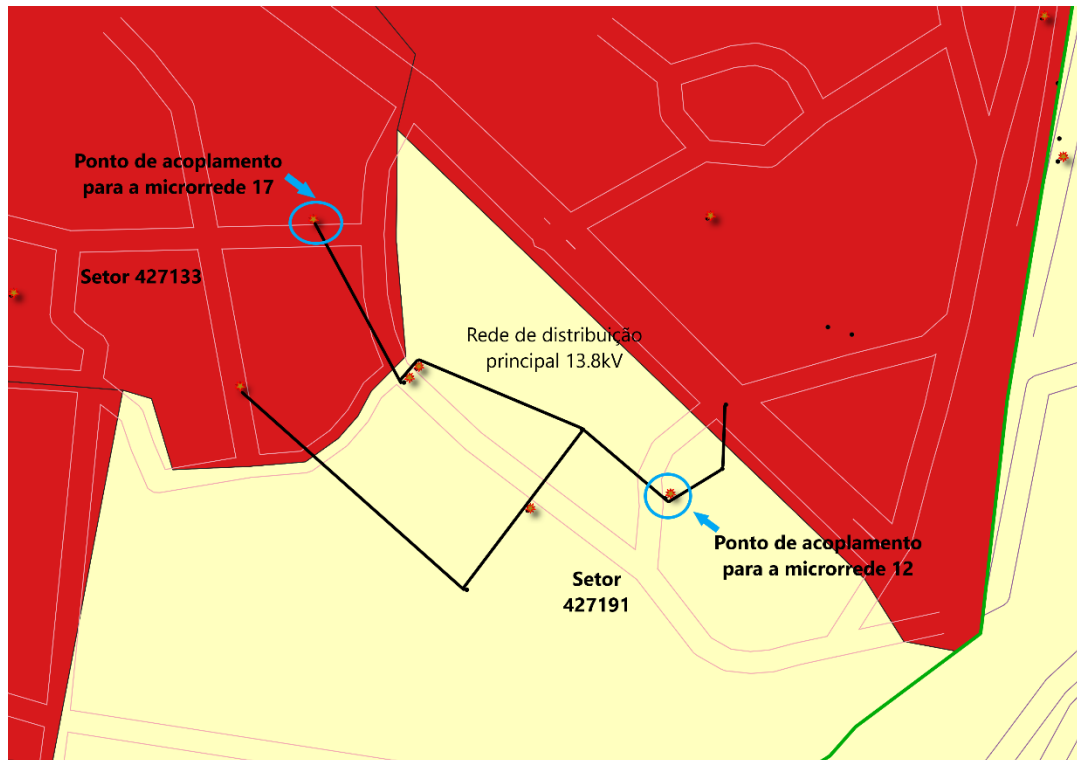 Ponto de acoplamento
para a microrrede 17
Setor 427133
Rede de distribuição
principal 13.8kV
Ponto de acoplamento
para a microrrede 12
Setor
427191